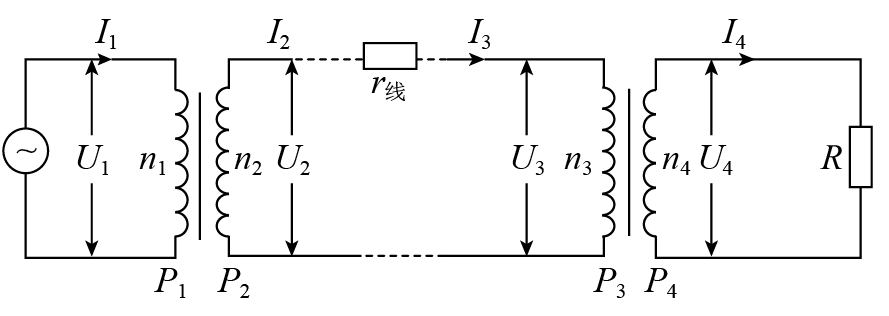 I₁ I₂ I₃ I₄
r线
~ U₁ n₁ n₂ U₂ U₃ n₃ n₄ U₄ R
P₁ P₂ P₃ P₄